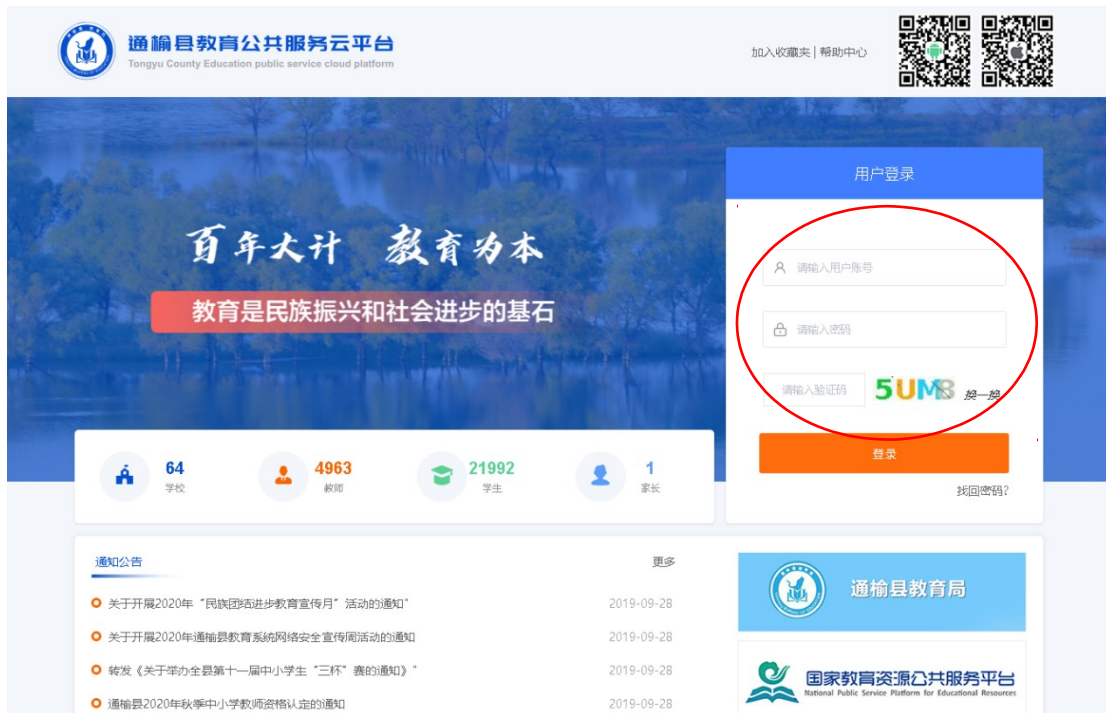 通榆县教育公共服务云平台
Tongyu County Education public service cloud platform
加入收藏夹 | 帮助中心
百年大计 教育为本
教育是民族振兴和社会进步的基石
用户登录
请输入用户账号
请输入密码
请输入验证码 5UMB 换一换
登录
找回密码?
64
学校
4963
教师
21992
学生
1
家长
通知公告 更多
关于开展2020年“民族团结进步教育宣传月”活动的通知" 2019-09-28
关于开展2020年通榆县教育系统网络安全宣传周活动的通知 2019-09-28
转发《关于举办全县第十一届中小学生“三杯”赛的通知》" 2019-09-28
通榆县2020年秋季中小学教师资格认定的通知 2019-09-28
通榆县教育局
国家教育资源公共服务平台
National Public Service Platform for Educational Resources